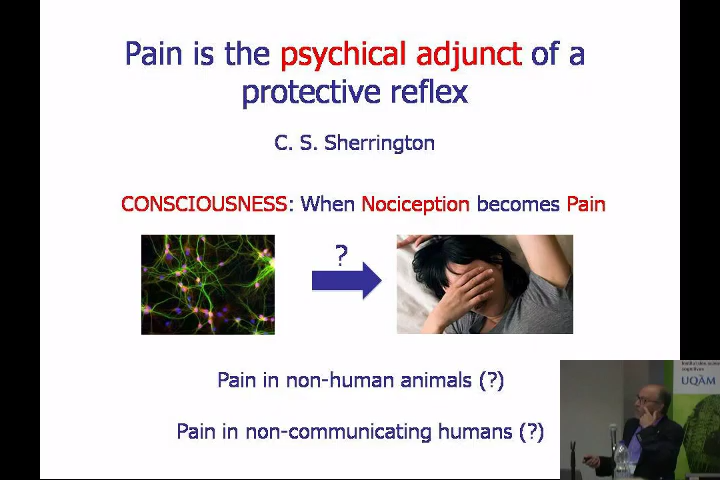 Pain is the psychical adjunct of a
protective reflex
C. S. Sherrington
CONSCIOUSNESS: When Nociception becomes Pain
?
Pain in non-human animals (?)
Pain in non-communicating humans (?)
cognitives
UQÀM